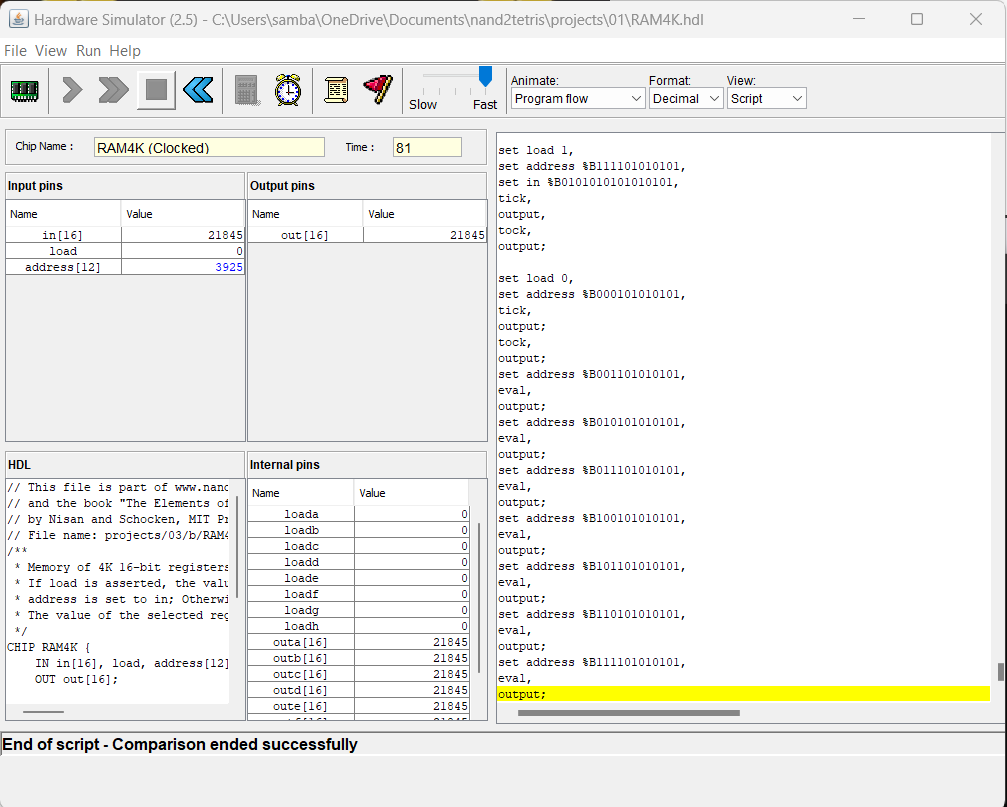 Hardware Simulator (2.5) - C:\Users\samba\OneDrive\Documents\nand2tetris\projects\01\RAM4K.hdl
File View Run Help
Slow Fast
Animate: Format: View:
Program flow Decimal Script
Chip Name : RAM4K (Clocked) Time : 81
Input pins
Name Value
in[16] 21845
load 0
address[12] 3925
Output pins
Name Value
out[16] 21845
HDL
// This file is part of www.nand
// and the book "The Elements of
// by Nisan and Schocken, MIT Pr
// File name: projects/03/b/RAM4
/**
* Memory of 4K 16-bit registers
* If load is asserted, the valu
* address is set to in; Otherwi
* The value of the selected reg
*/
CHIP RAM4K {
IN in[16], load, address[12]
OUT out[16];
Internal pins
Name Value
loada 0
loadb 0
loadc 0
loadd 0
loade 0
loadf 0
loadg 0
loadh 0
outa[16] 21845
outb[16] 21845
outc[16] 21845
outd[16] 21845
oute[16] 21845
set load 1,
set address %B111101010101,
set in %B0101010101010101,
tick,
output,
tock,
output;
set load 0,
set address %B000101010101,
tick,
output;
tock,
output;
set address %B001101010101,
eval,
output;
set address %B010101010101,
eval,
output;
set address %B011101010101,
eval,
output;
set address %B100101010101,
eval,
output;
set address %B101101010101,
eval,
output;
set address %B110101010101,
eval,
output;
set address %B111101010101,
eval,
output;
End of script - Comparison ended successfully